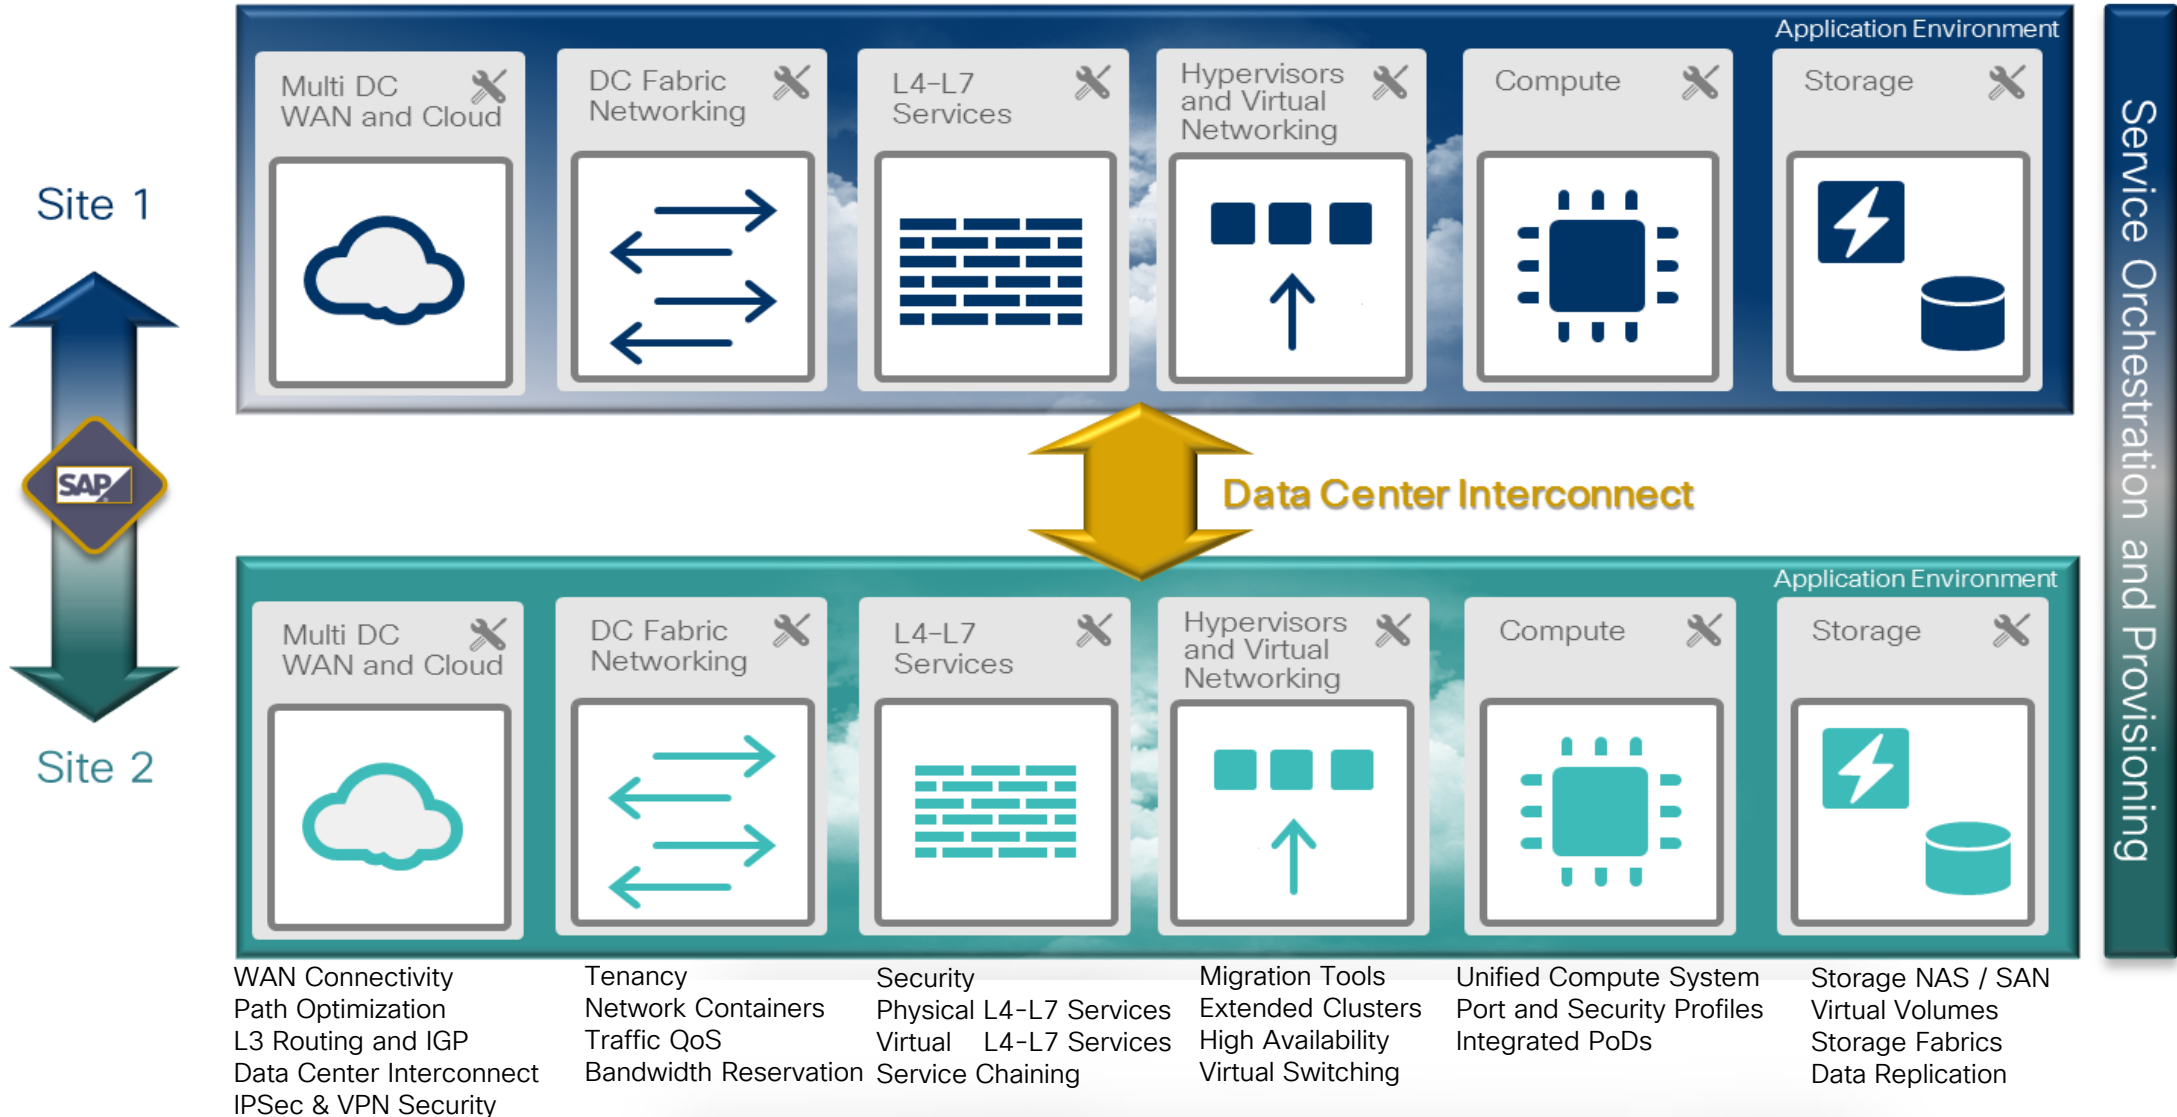 Application Environment
Multi DC
WAN and Cloud
DC Fabric
Networking
L4-L7
Services
Hypervisors
and Virtual
Networking
Compute
Storage
Site 1
SAP
Data Center Interconnect
Site 2
Application Environment
Multi DC
WAN and Cloud
DC Fabric
Networking
L4-L7
Services
Hypervisors
and Virtual
Networking
Compute
Storage
Service Orchestration and Provisioning
WAN Connectivity
Path Optimization
L3 Routing and IGP
Data Center Interconnect
IPSec & VPN Security
Tenancy
Network Containers
Traffic QoS
Bandwidth Reservation
Security
Physical L4-L7 Services
Virtual L4-L7 Services
Service Chaining
Migration Tools
Extended Clusters
High Availability
Virtual Switching
Unified Compute System
Port and Security Profiles
Integrated PoDs
Storage NAS / SAN
Virtual Volumes
Storage Fabrics
Data Replication